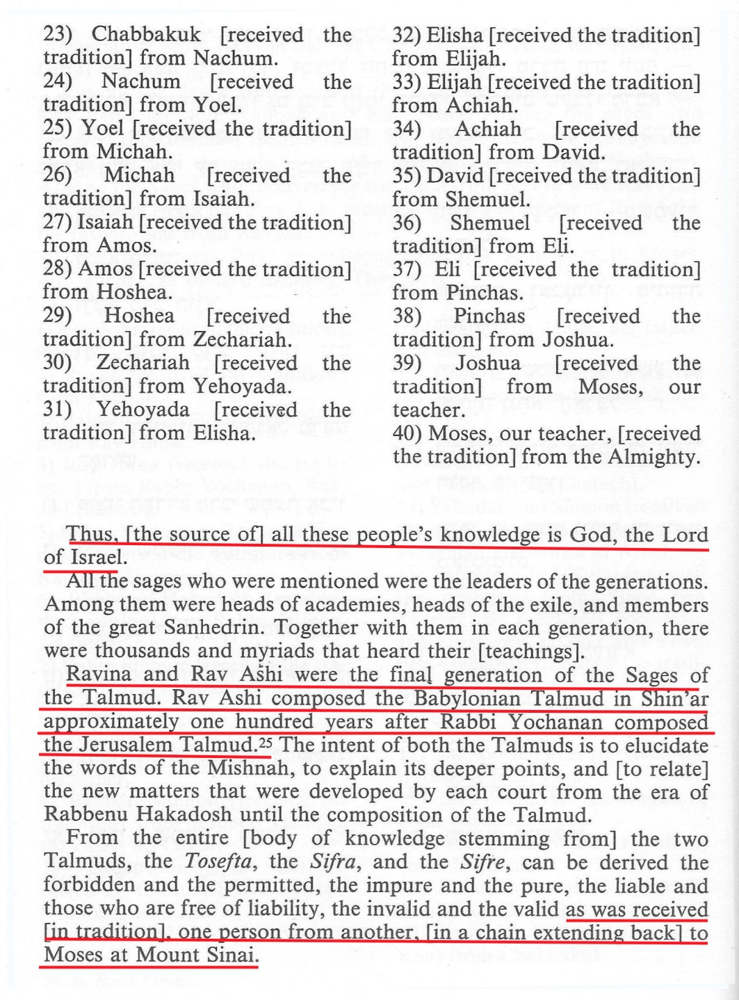 23) Chabbakuk [received the
tradition] from Nachum.
24) Nachum [received the
tradition] from Yoel.
25) Yoel [received the tradition]
from Michah.
26) Michah [received the
tradition] from Isaiah.
27) Isaiah [received the tradition]
from Amos.
28) Amos [received the tradition]
from Hoshea.
29) Hoshea [received the
tradition] from Zechariah.
30) Zechariah [received the
tradition] from Yehoyada.
31) Yehoyada [received the
tradition] from Elisha.
32) Elisha [received the tradition]
from Elijah.
33) Elijah [received the tradition]
from Achiah.
34) Achiah [received the
tradition] from David.
35) David [received the tradition]
from Shemuel.
36) Shemuel [received the
tradition] from Eli.
37) Eli [received the tradition]
from Pinchas.
38) Pinchas [received the
tradition] from Joshua.
39) Joshua [received the
tradition] from Moses, our
teacher.
40) Moses, our teacher, [received
the tradition] from the Almighty.
Thus, [the source of] all these people's knowledge is God, the Lord
of Israel.
All the sages who were mentioned were the leaders of the generations.
Among them were heads of academies, heads of the exile, and members
of the great Sanhedrin. Together with them in each generation, there
were thousands and myriads that heard their [teachings].
Ravina and Rav Ashi were the final generation of the Sages of
the Talmud. Rav Ashi composed the Babylonian Talmud in Shin'ar
approximately one hundred years after Rabbi Yochanan composed
the Jerusalem Talmud.25 The intent of both the Talmuds is to elucidate
the words of the Mishnah, to explain its deeper points, and [to relate]
the new matters that were developed by each court from the era of
Rabbenu Hakadosh until the composition of the Talmud.
From the entire [body of knowledge stemming from] the two
Talmuds, the Tosefta, the Sifra, and the Sifre, can be derived the
forbidden and the permitted, the impure and the pure, the liable and
those who are free of liability, the invalid and the valid as was received
[in tradition], one person from another, [in a chain extending back] to
Moses at Mount Sinai.